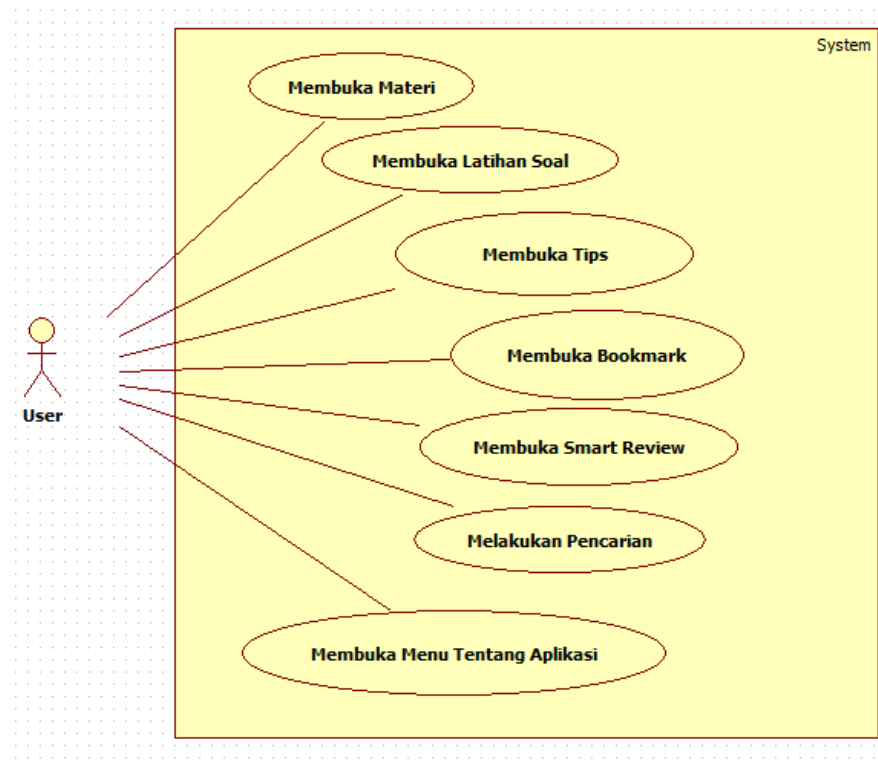 System
Membuka Materi
Membuka Latihan Soal
Membuka Tips
Membuka Bookmark
User
Membuka Smart Review
Melakukan Pencarian
Membuka Menu Tentang Aplikasi